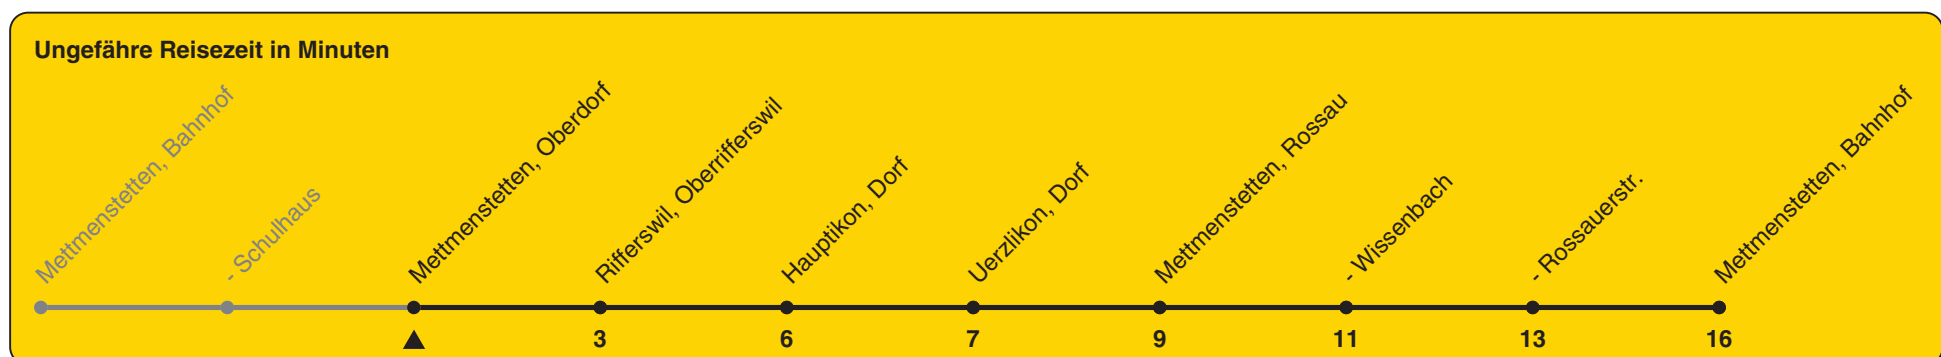 Ungefähre Reisezeit in Minuten
Mettmenstetten, Bahnhof
- Schulhaus
Mettmenstetten, Oberdorf
Rifferswil, Oberrifferswil
Hauptikon, Dorf
Uerzlikon, Dorf
Mettmenstetten, Rossau
- Wissenbach
- Rossauerstr.
Mettmenstetten, Bahnhof
3 6 7 9 11 13 16